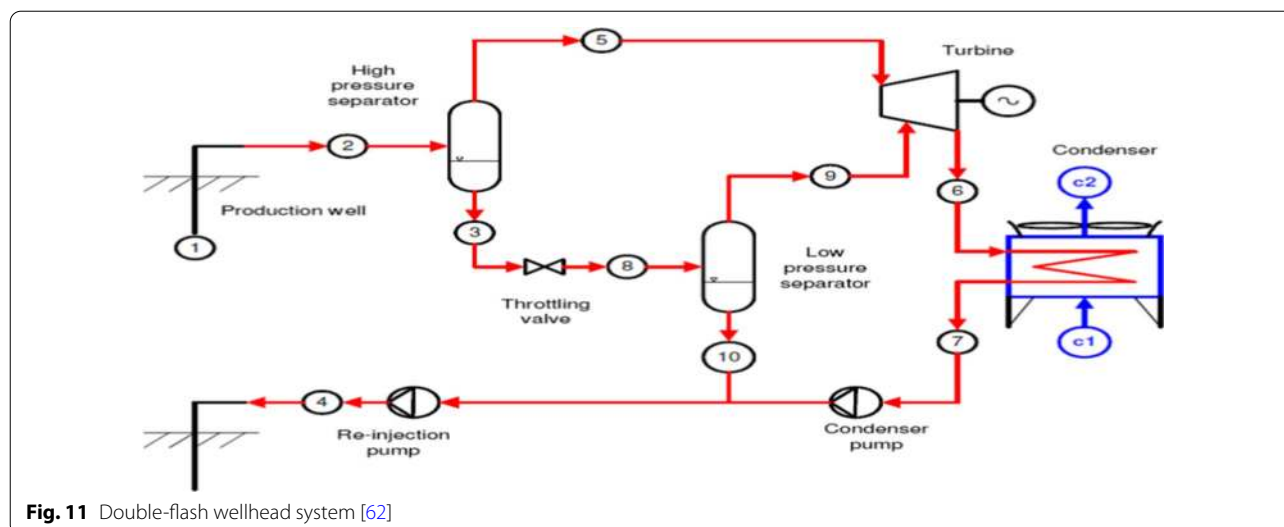 5
Turbine
High
pressure
separator
~
2
Condenser
c2
9
6
Production well
1
3
Low
pressure
separator
8
Throttling
valve
10
7
c1
4
Re-injection
pump
Condenser
pump
Fig. 11 Double-flash wellhead system [62]